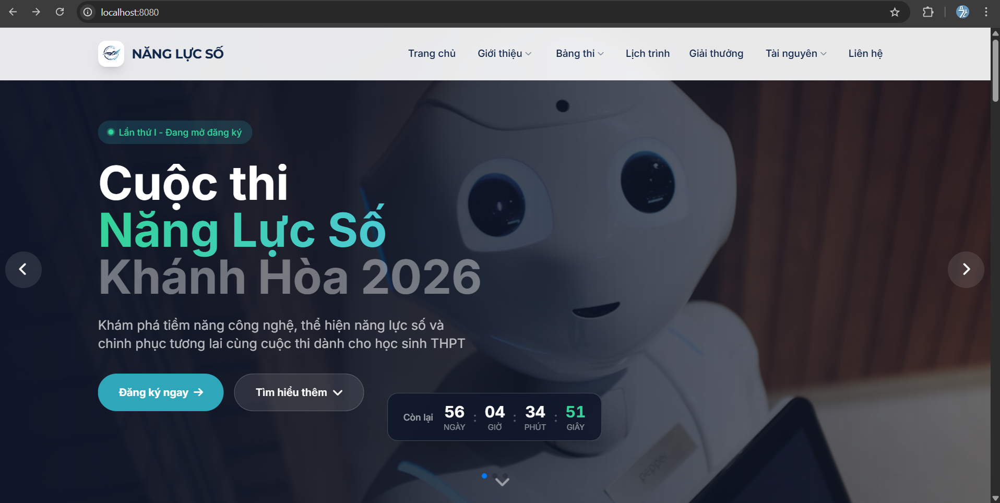 localhost:8080
NĂNG LỰC SỐ
Trang chủ
Giới thiệu
Bảng thi
Lịch trình
Giải thưởng
Tài nguyên
Liên hệ
Lần thứ I - Đang mở đăng ký
Cuộc thi
Năng Lực Số
Khánh Hòa 2026
Khám phá tiềm năng công nghệ, thể hiện năng lực số và
chinh phục tương lai cùng cuộc thi dành cho học sinh THPT
Đăng ký ngay
Tìm hiểu thêm
Còn lại
56 : 04 : 34 : 51
NGÀY GIỜ PHÚT GIÂY
pepper